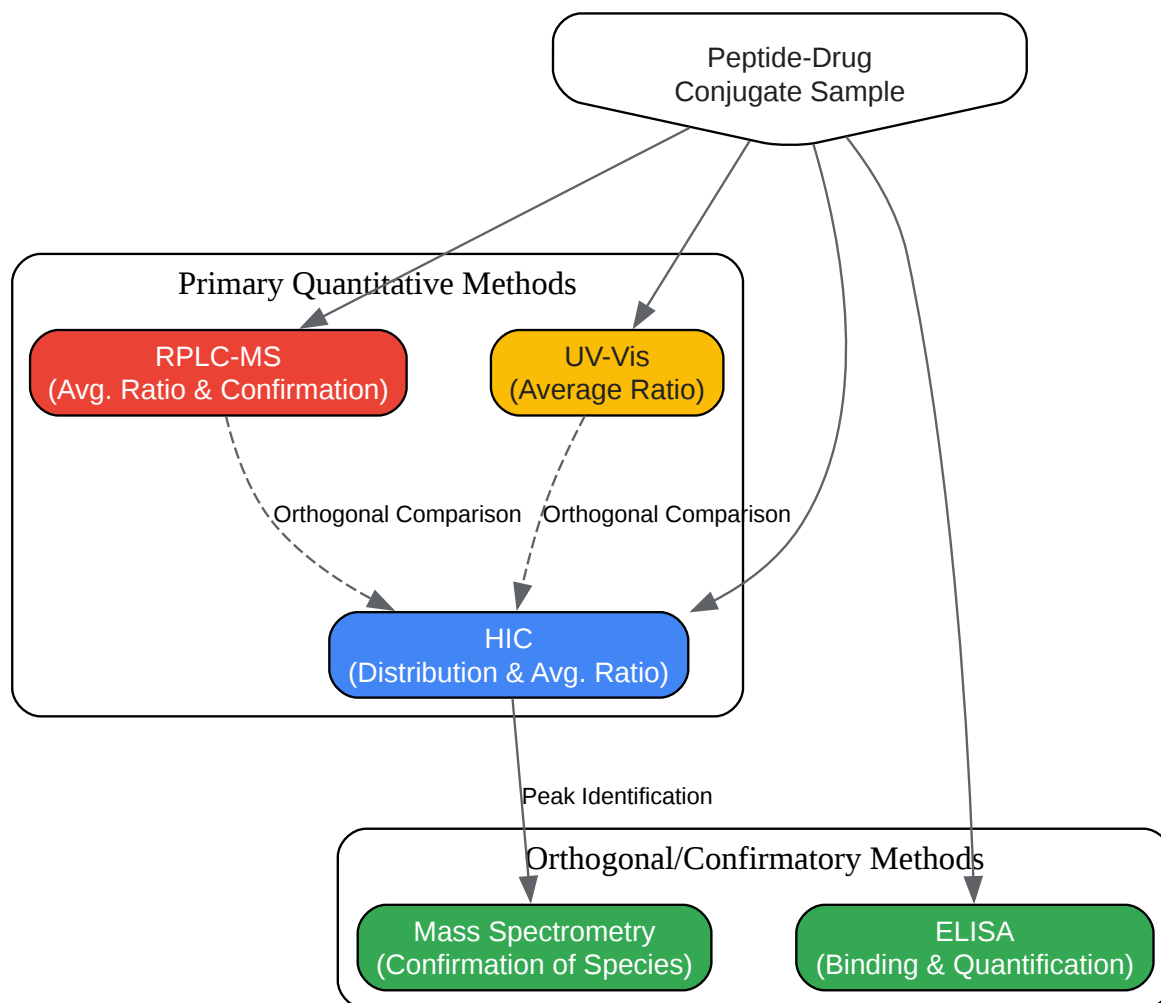 Peptide-Drug
Conjugate Sample
Primary Quantitative Methods
RPLC-MS
(Avg. Ratio & Confirmation)
UV-Vis
(Average Ratio)
Orthogonal Comparison
Orthogonal Comparison
HIC
(Distribution & Avg. Ratio)
Peak Identification
Orthogonal/Confirmatory Methods
Mass Spectrometry
(Confirmation of Species)
ELISA
(Binding & Quantification)